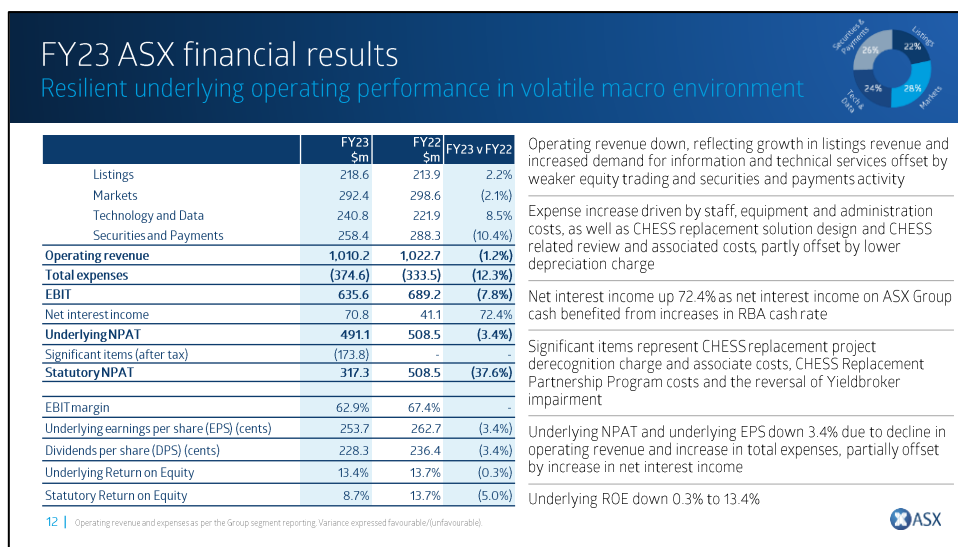 FY23 ASX financial results
Resilient underlying operating performance in volatile macro environment
Securities & Payments 26%
Listings 22%
Tech & Data 24%
Markets 28%
FY23 $m FY22 $m FY23 v FY22
Listings 218.6 213.9 2.2%
Markets 292.4 298.6 (2.1%)
Technology and Data 240.8 221.9 8.5%
Securities and Payments 258.4 288.3 (10.4%)
Operating revenue 1,010.2 1,022.7 (1.2%)
Total expenses (374.6) (333.5) (12.3%)
EBIT 635.6 689.2 (7.8%)
Net interest income 70.8 41.1 72.4%
Underlying NPAT 491.1 508.5 (3.4%)
Significant items (after tax) (173.8) - -
Statutory NPAT 317.3 508.5 (37.6%)
EBIT margin 62.9% 67.4% -
Underlying earnings per share (EPS) (cents) 253.7 262.7 (3.4%)
Dividends per share (DPS) (cents) 228.3 236.4 (3.4%)
Underlying Return on Equity 13.4% 13.7% (0.3%)
Statutory Return on Equity 8.7% 13.7% (5.0%)
Operating revenue down, reflecting growth in listings revenue and
increased demand for information and technical services offset by
weaker equity trading and securities and payments activity
Expense increase driven by staff, equipment and administration
costs, as well as CHESS replacement solution design and CHESS
related review and associated costs, partly offset by lower
depreciation charge
Net interest income up 72.4% as net interest income on ASX Group
cash benefited from increases in RBA cash rate
Significant items represent CHESS replacement project
derecognition charge and associate costs, CHESS Replacement
Partnership Program costs and the reversal of Yieldbroker
impairment
Underlying NPAT and underlying EPS down 3.4% due to decline in
operating revenue and increase in total expenses, partially offset
by increase in net interest income
Underlying ROE down 0.3% to 13.4%
12 | Operating revenue and expenses as per the Group segment reporting. Variance expressed favourable/(unfavourable).
ASX